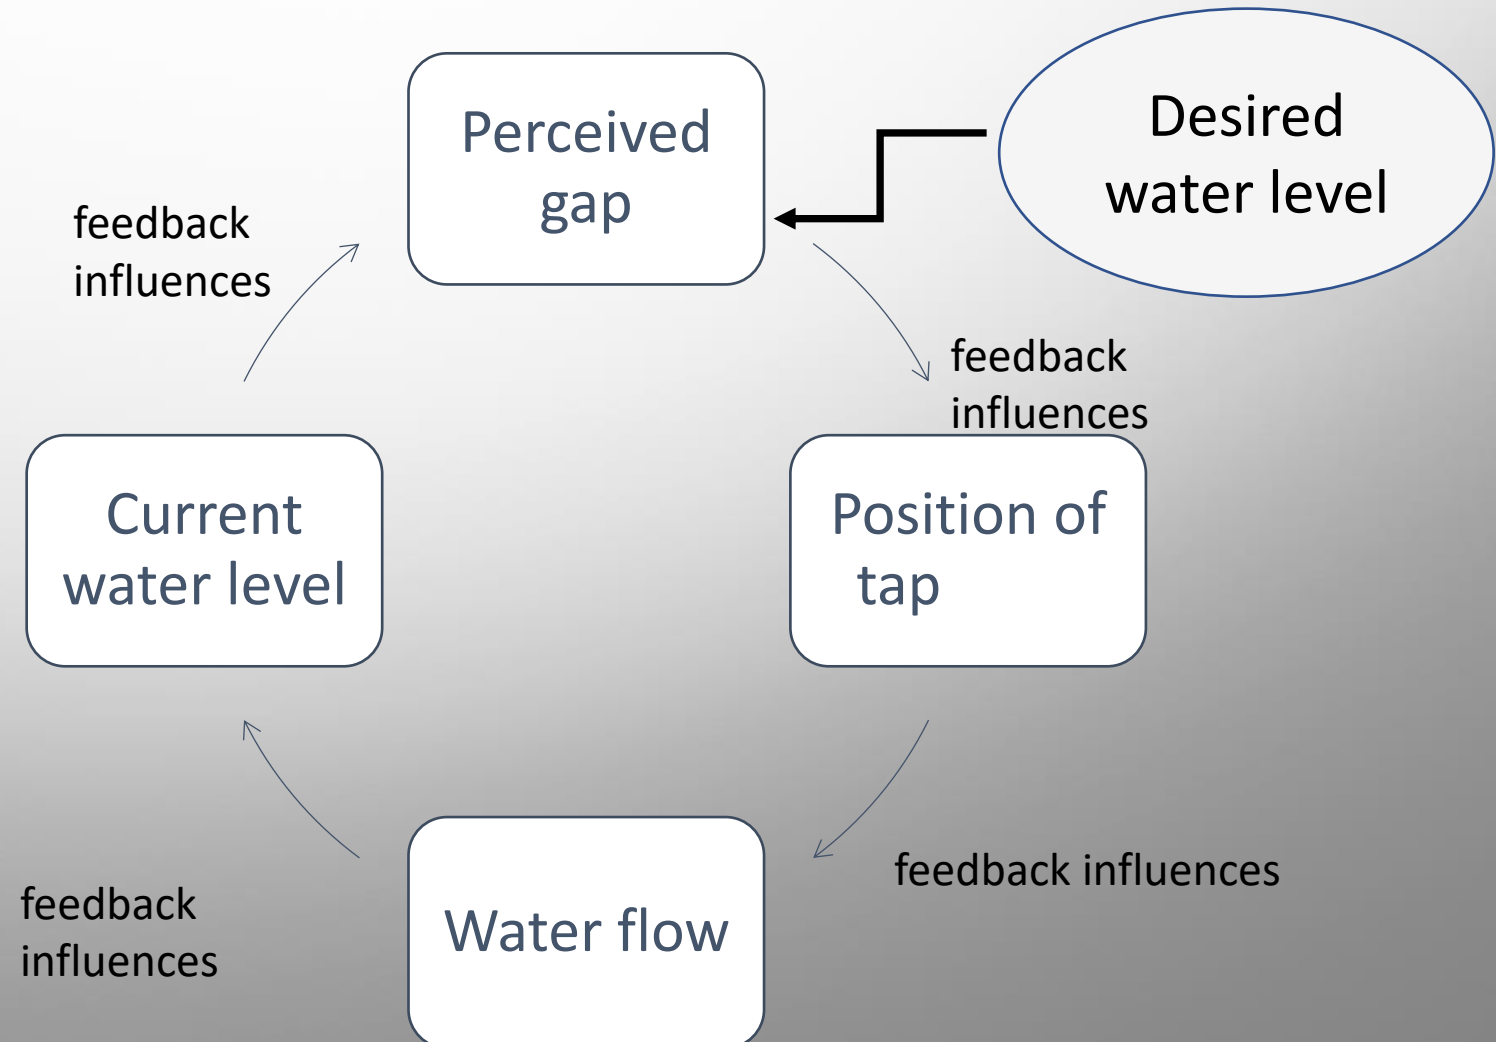 Perceived
gap
Desired
water level
feedback
influences
feedback
influences
Current
water level
Position of
tap
feedback influences
feedback
influences
Water flow